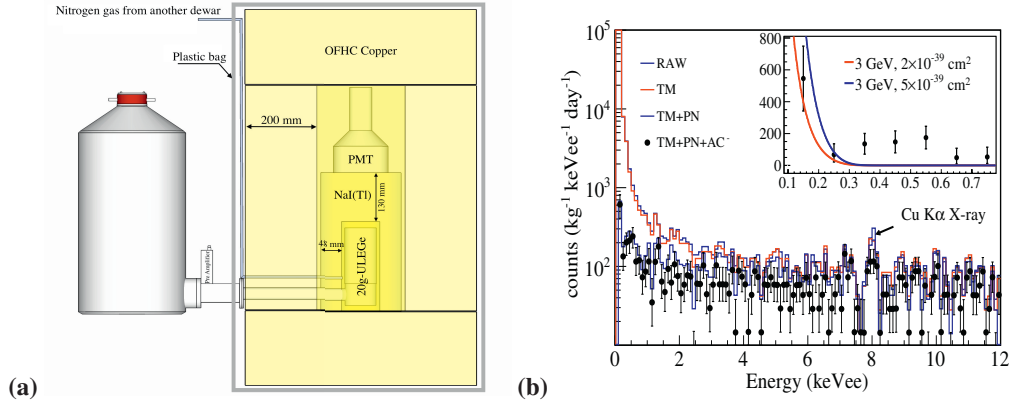 Nitrogen gas from another dewar
OFHC Copper
Plastic bag
200 mm
PMT
NaI(Tl)
130 mm
48 mm
20g-ULEGe
Pre Amplifier
(a)
counts (kg⁻¹ keVee⁻¹ day⁻¹)
10⁵
10⁴
10³
10²
RAW
TM
TM+PN
TM+PN+AC⁻
800
600
400
200
0
3 GeV, 2×10⁻³⁹ cm²
3 GeV, 5×10⁻³⁹ cm²
0.1 0.2 0.3 0.4 0.5 0.6 0.7
Cu Kα X-ray
0 2 4 6 8 10 12
Energy (keVee)
(b)